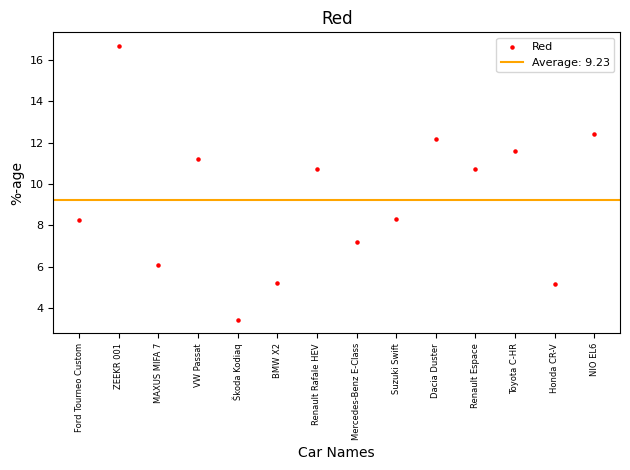 Red
%-age
16
14
12
10
8
6
4
Red
Average: 9.23
Ford Tourneo Custom
ZEEKR 001
MAXUS MIFA 7
VW Passat
Škoda Kodiaq
BMW X2
Renault Rafale HEV
Mercedes-Benz E-Class
Suzuki Swift
Dacia Duster
Renault Espace
Toyota C-HR
Honda CR-V
NIO EL6
Car Names